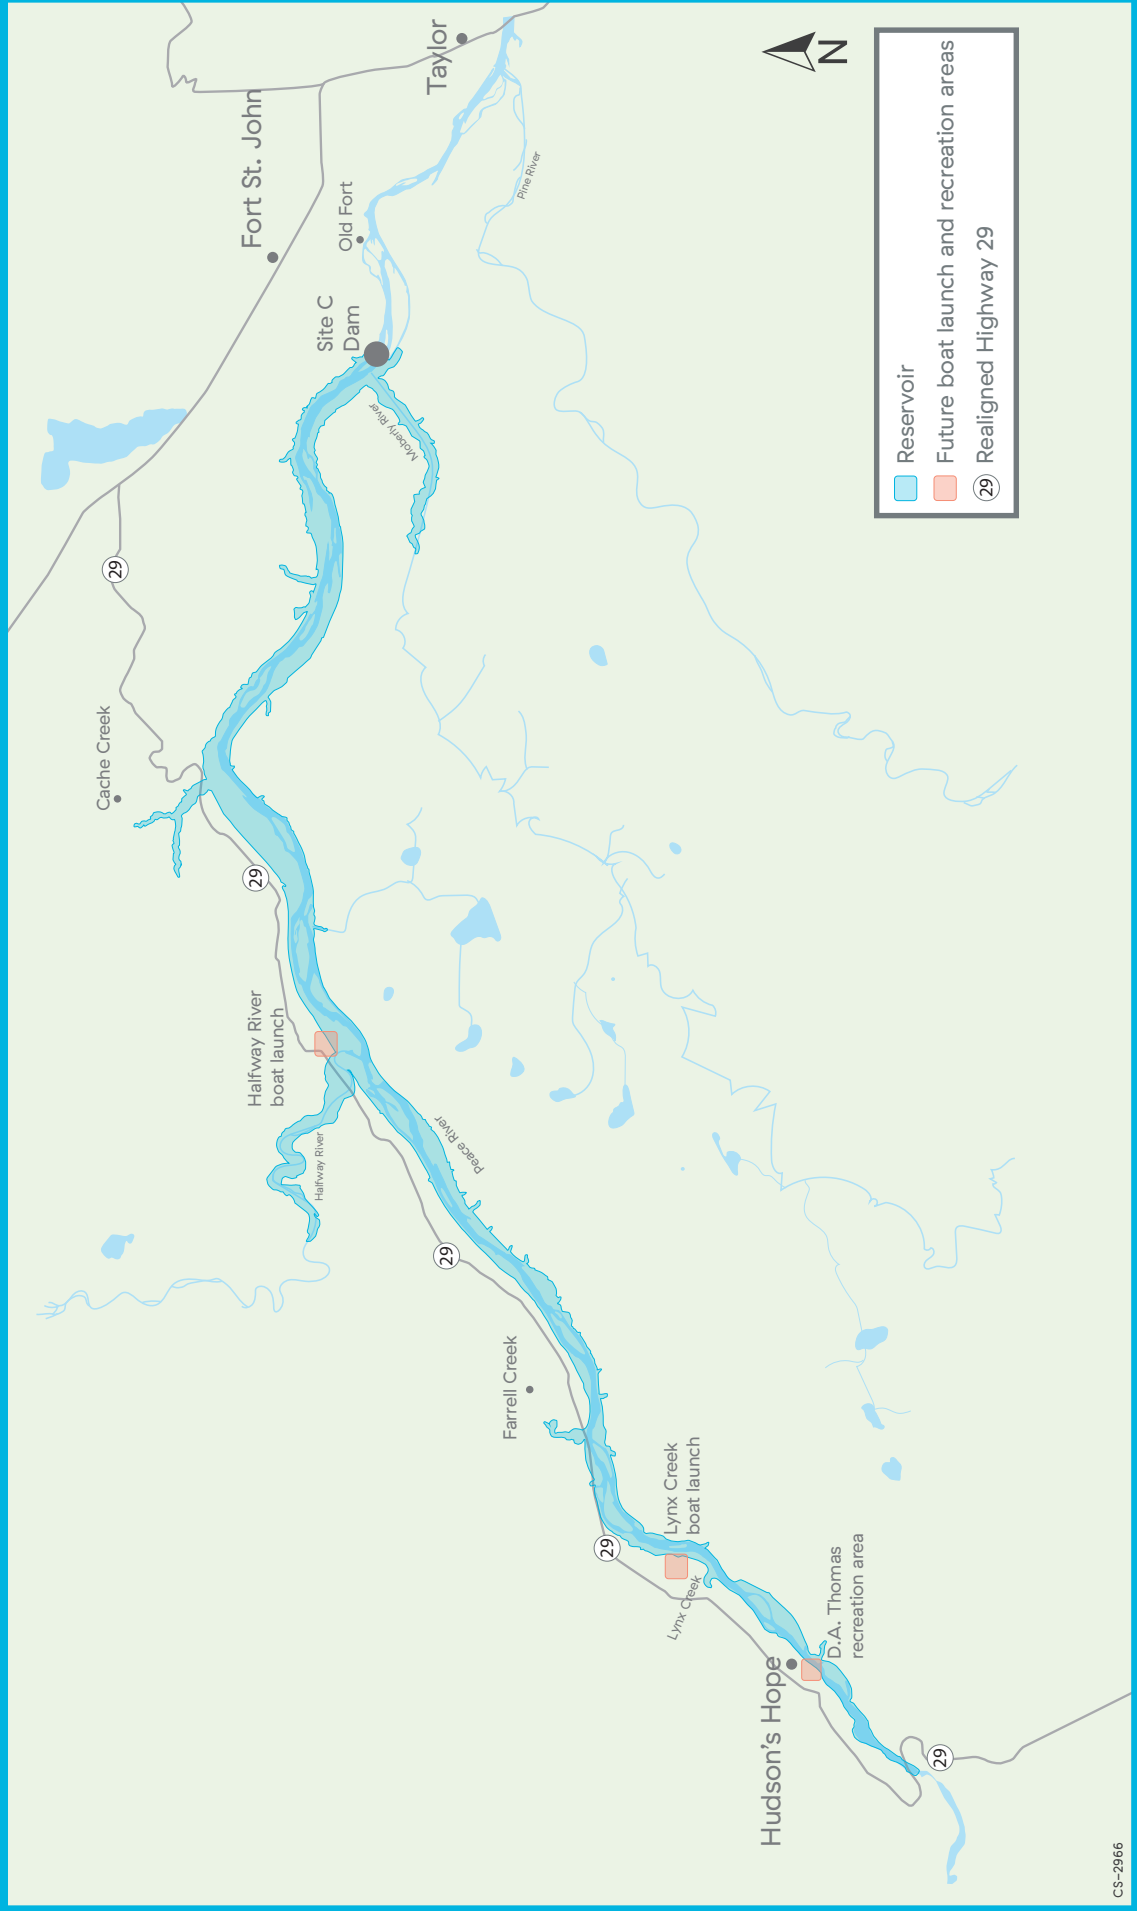 Taylor
Fort St. John
Pine River
Old Fort
Site C
Dam
Moberly River
29
Cache Creek
29
Halfway River
boat launch
Halfway River
Peace River
29
Farrell Creek
29
Lynx Creek
boat launch
Lynx Creek
D.A. Thomas
recreation area
Hudson's Hope
29
N
Reservoir
Future boat launch and recreation areas
29 Realigned Highway 29
CS-2966